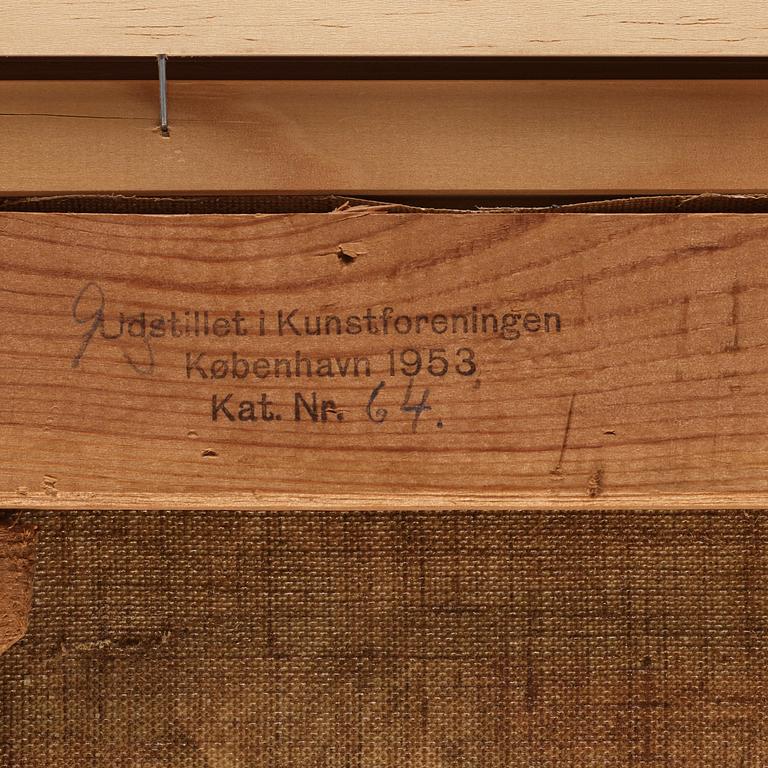 Udstillet i Kunstforeningen
København 1953
Kat. Nr. 64.